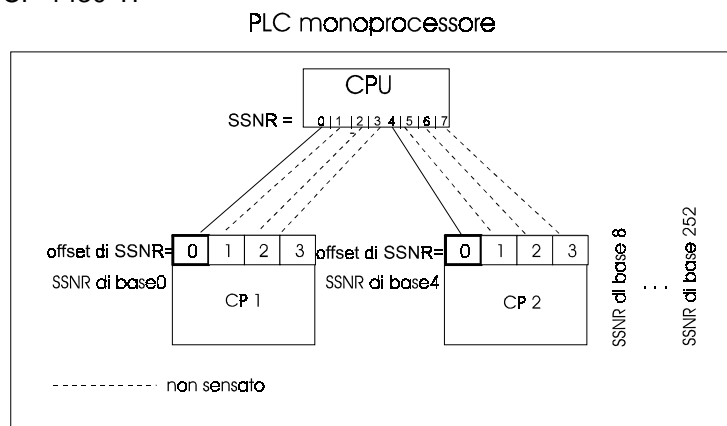 PLC monoprocessore
CPU
SSNR = 0 | 1 | 2 | 3 | 4 | 5 | 6 | 7
offset di SSNR= 0 1 2 3
offset di SSNR= 0 1 2 3
SSNR di base0
SSNR di base4
CP 1
CP 2
SSNR di base 8
. . .
SSNR di base 252
---------- non sensato